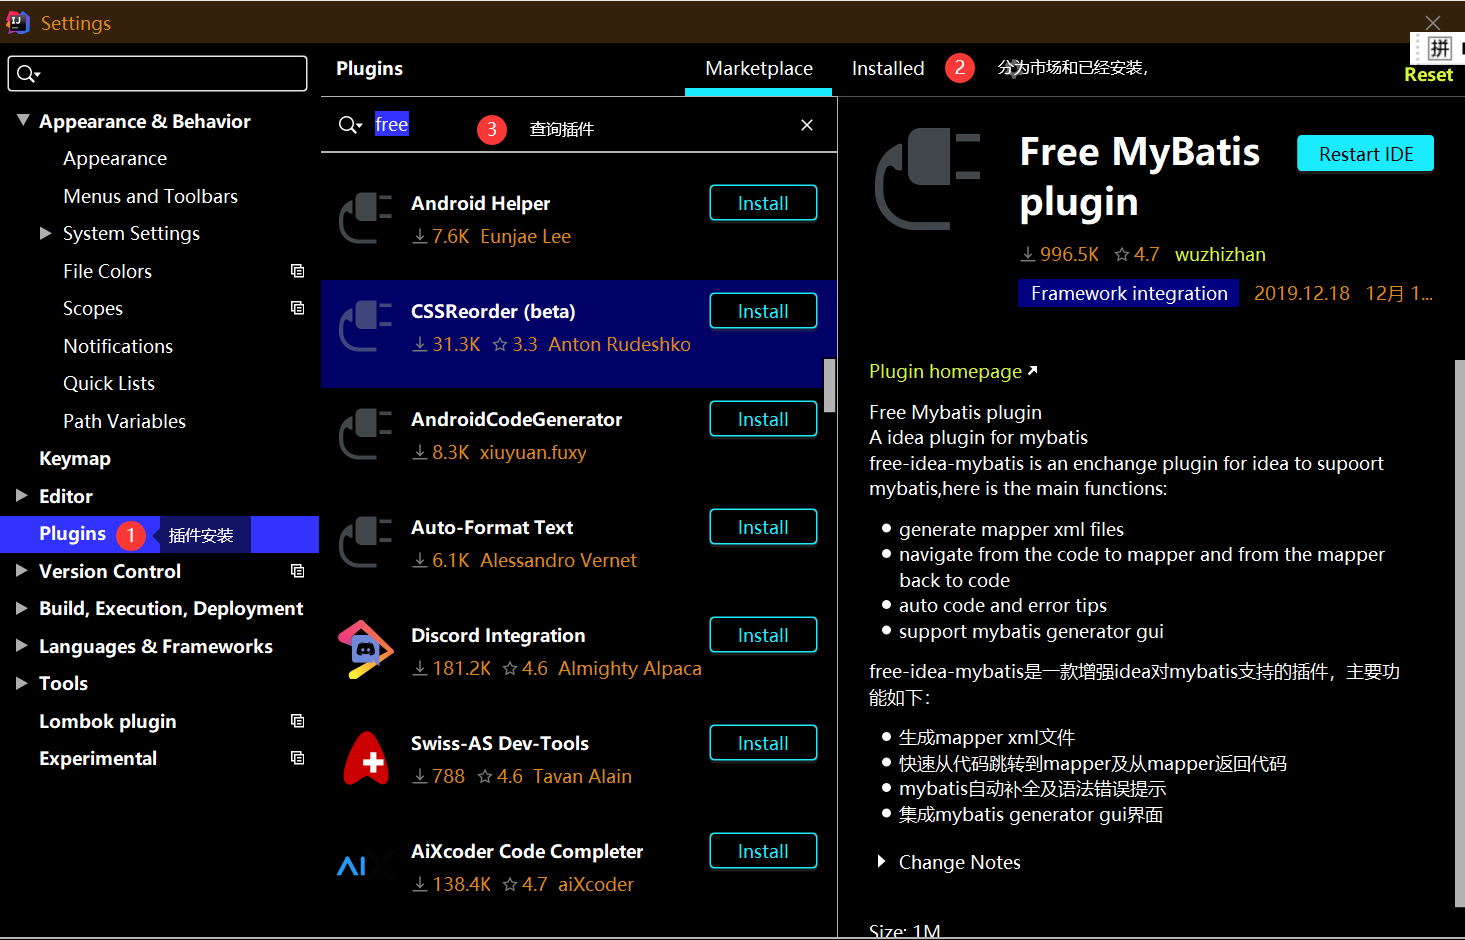 Settings
Appearance & Behavior
Appearance
Menus and Toolbars
System Settings
File Colors
Scopes
Notifications
Quick Lists
Path Variables
Keymap
Editor
Plugins 1 插件安装
Version Control
Build, Execution, Deployment
Languages & Frameworks
Tools
Lombok plugin
Experimental
Plugins
Marketplace
Installed
2 分为市场和已经安装,
拼
Reset
free
3 查询插件
Android Helper
Install
7.6K Eunjae Lee
CSSReorder (beta)
Install
31.3K 3.3 Anton Rudeshko
AndroidCodeGenerator
Install
8.3K xiuyuan.fuxy
Auto-Format Text
Install
6.1K Alessandro Vernet
Discord Integration
Install
181.2K 4.6 Almighty Alpaca
Swiss-AS Dev-Tools
Install
788 4.6 Tavan Alain
AiXcoder Code Completer
Install
138.4K 4.7 aiXcoder
Free MyBatis
plugin
Restart IDE
996.5K 4.7 wuzhizhan
Framework integration 2019.12.18 12月 1...
Plugin homepage
Free Mybatis plugin
A idea plugin for mybatis
free-idea-mybatis is an enchange plugin for idea to supoort
mybatis,here is the main functions:
generate mapper xml files
navigate from the code to mapper and from the mapper
back to code
auto code and error tips
support mybatis generator gui
free-idea-mybatis是一款增强idea对mybatis支持的插件，主要功
能如下：
生成mapper xml文件
快速从代码跳转到mapper及从mapper返回代码
mybatis自动补全及语法错误提示
集成mybatis generator gui界面
Change Notes
Size: 1M